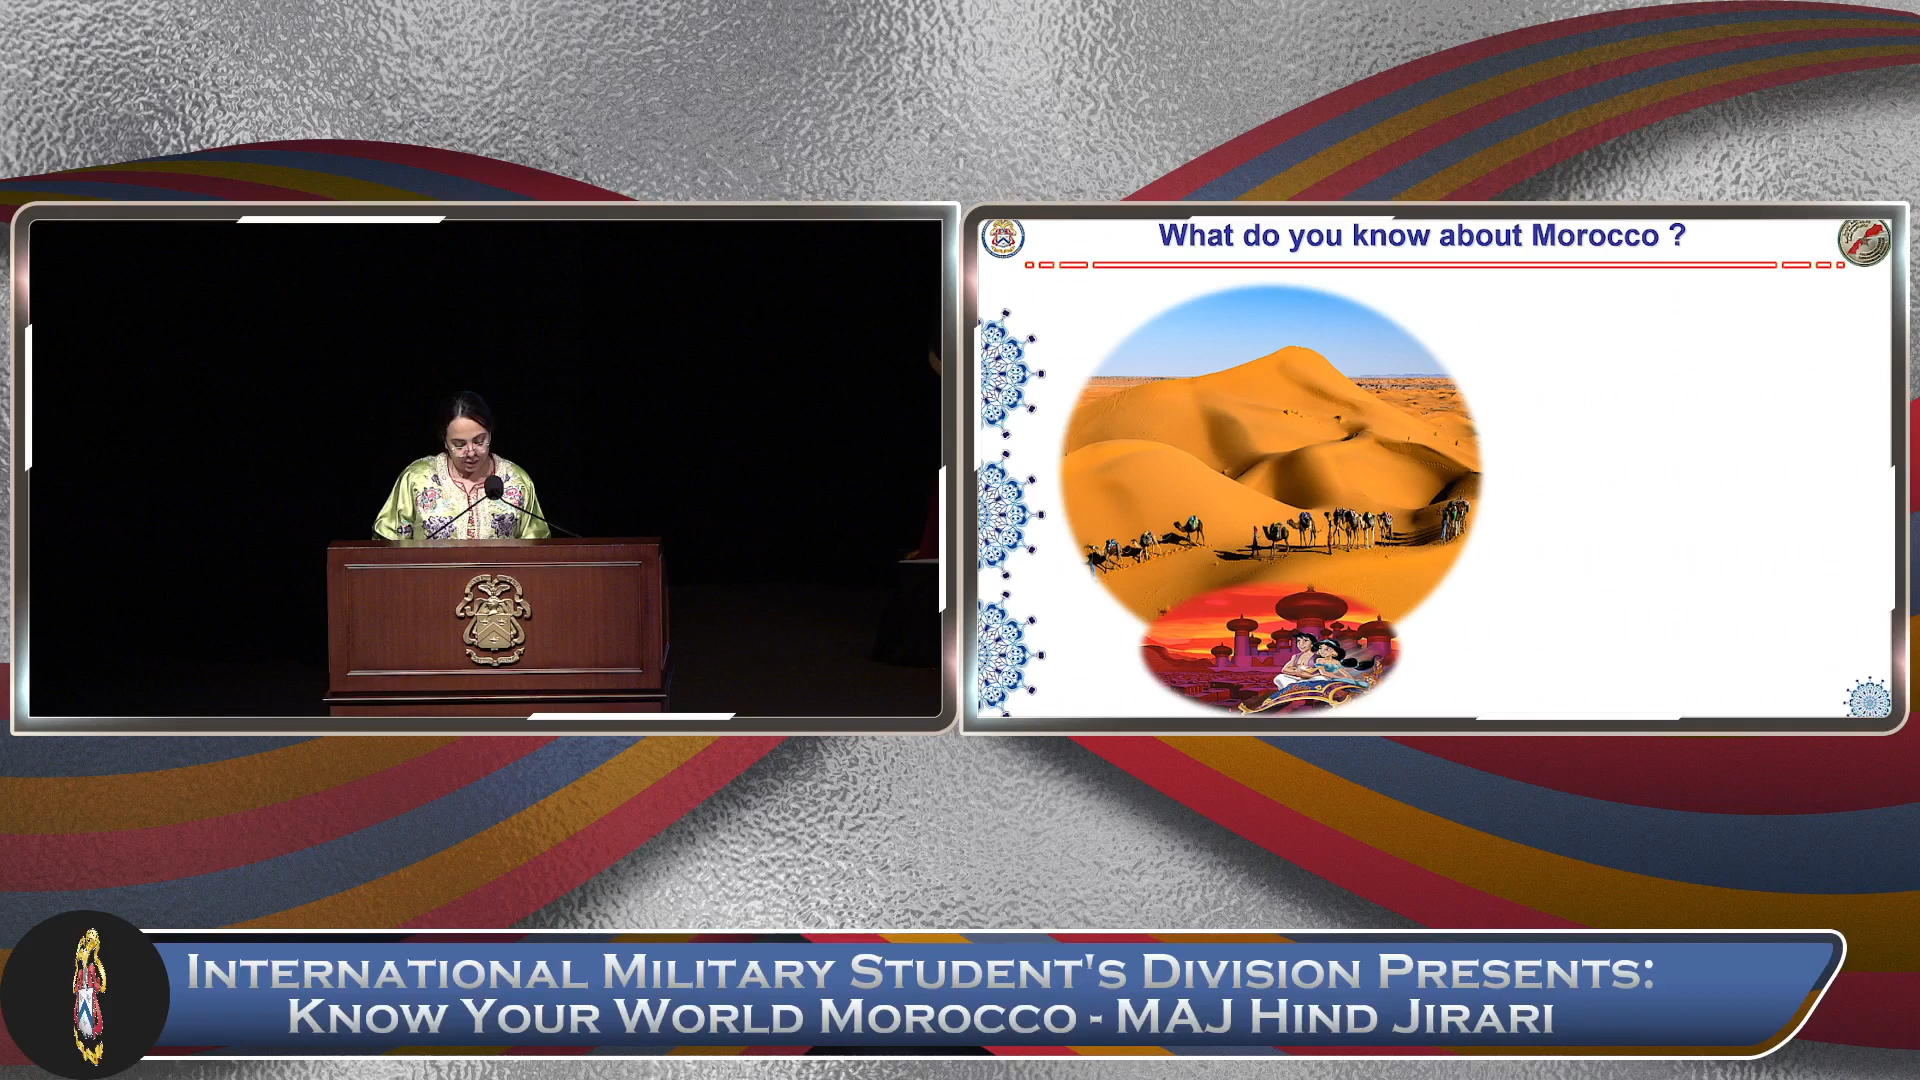 What do you know about Morocco ?
INTERNATIONAL MILITARY STUDENT'S DIVISION PRESENTS:
KNOW YOUR WORLD MOROCCO - MAJ HIND JIRARI